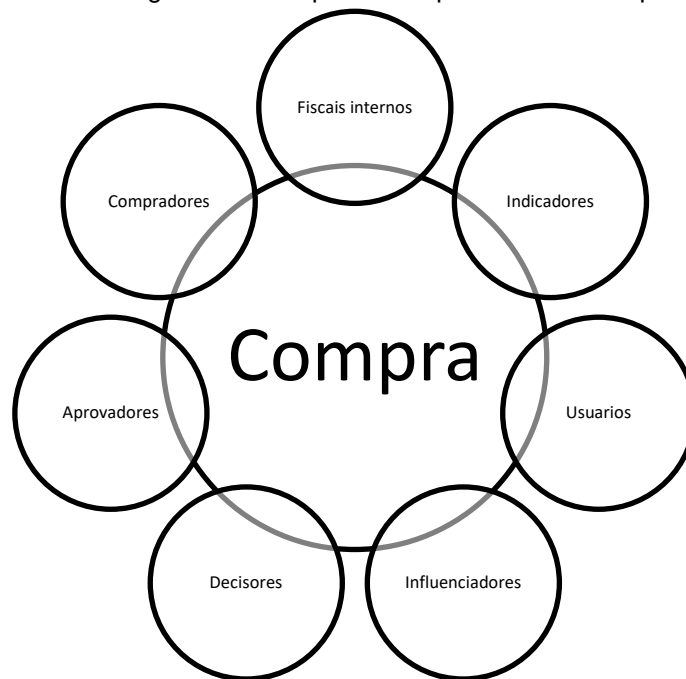 Fiscais internos
Compradores
Indicadores
Compra
Aprovadores
Usuarios
Decisores
Influenciadores